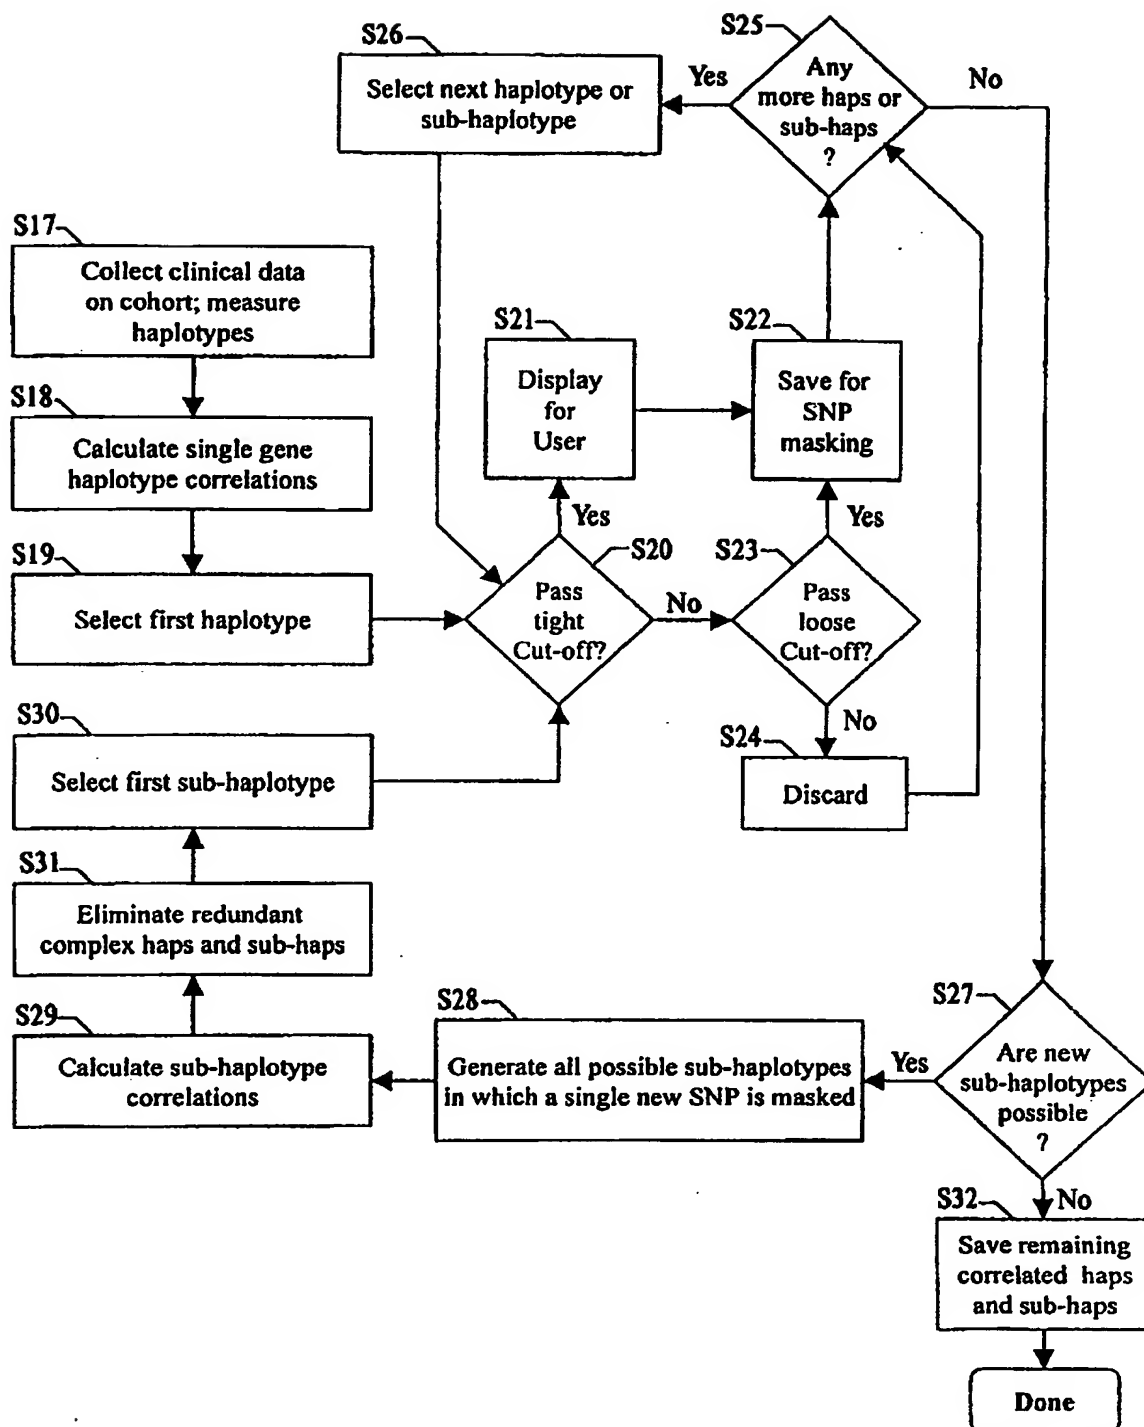 S26
Select next haplotype or
sub-haplotype
S25
Any
more haps or
sub-haps
?
Yes
No
S17
Collect clinical data
on cohort; measure
haplotypes
S18
Calculate single gene
haplotype correlations
S19
Select first haplotype
S21
Display
for
User
S22
Save for
SNP
masking
Yes
Yes
S20
Pass
tight
Cut-off?
No
S23
Pass
loose
Cut-off?
No
S24
Discard
S30
Select first sub-haplotype
S31
Eliminate redundant
complex haps and sub-haps
S29
Calculate sub-haplotype
correlations
S28
Generate all possible sub-haplotypes
in which a single new SNP is masked
Yes
S27
Are new
sub-haplotypes
possible
?
No
S32
Save remaining
correlated haps
and sub-haps
Done